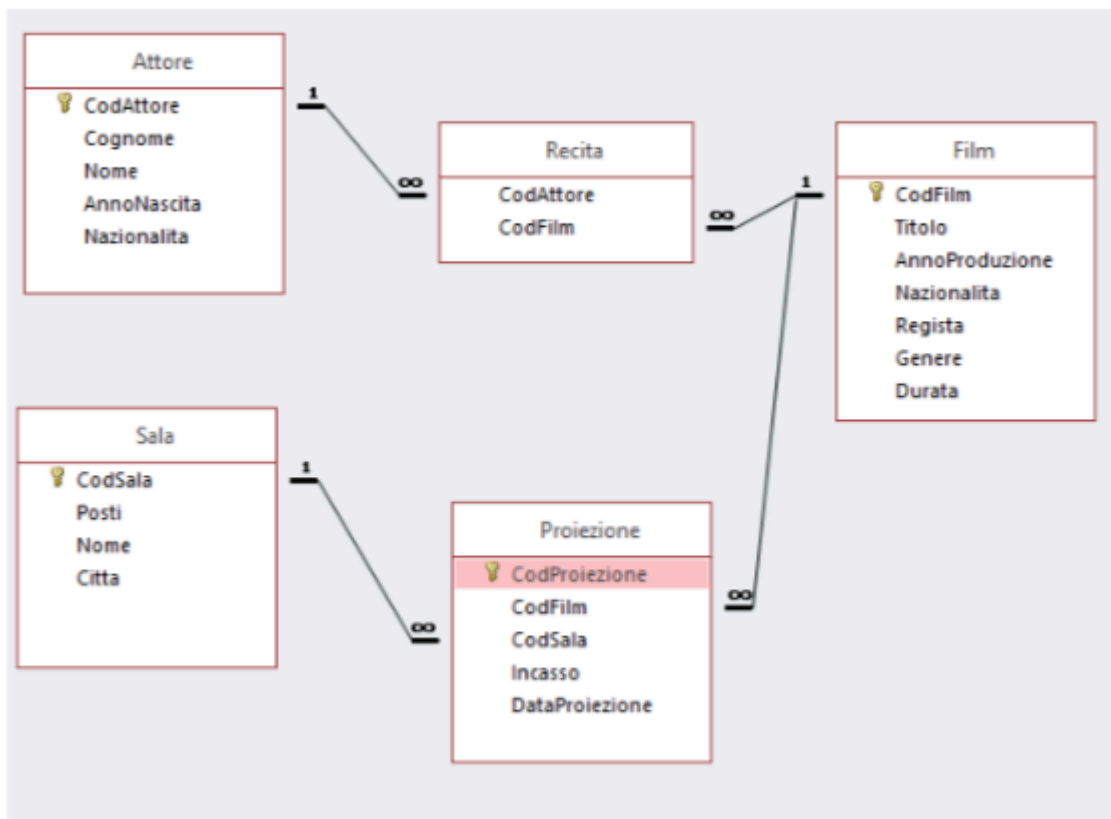 Attore
CodAttore
Cognome
Nome
AnnoNascita
Nazionalita
1
∞
Recita
CodAttore
CodFilm
∞
1
Film
CodFilm
Titolo
AnnoProduzione
Nazionalita
Regista
Genere
Durata
Sala
CodSala
Posti
Nome
Citta
1
∞
Proiezione
CodProiezione
CodFilm
CodSala
Incasso
DataProiezione
∞